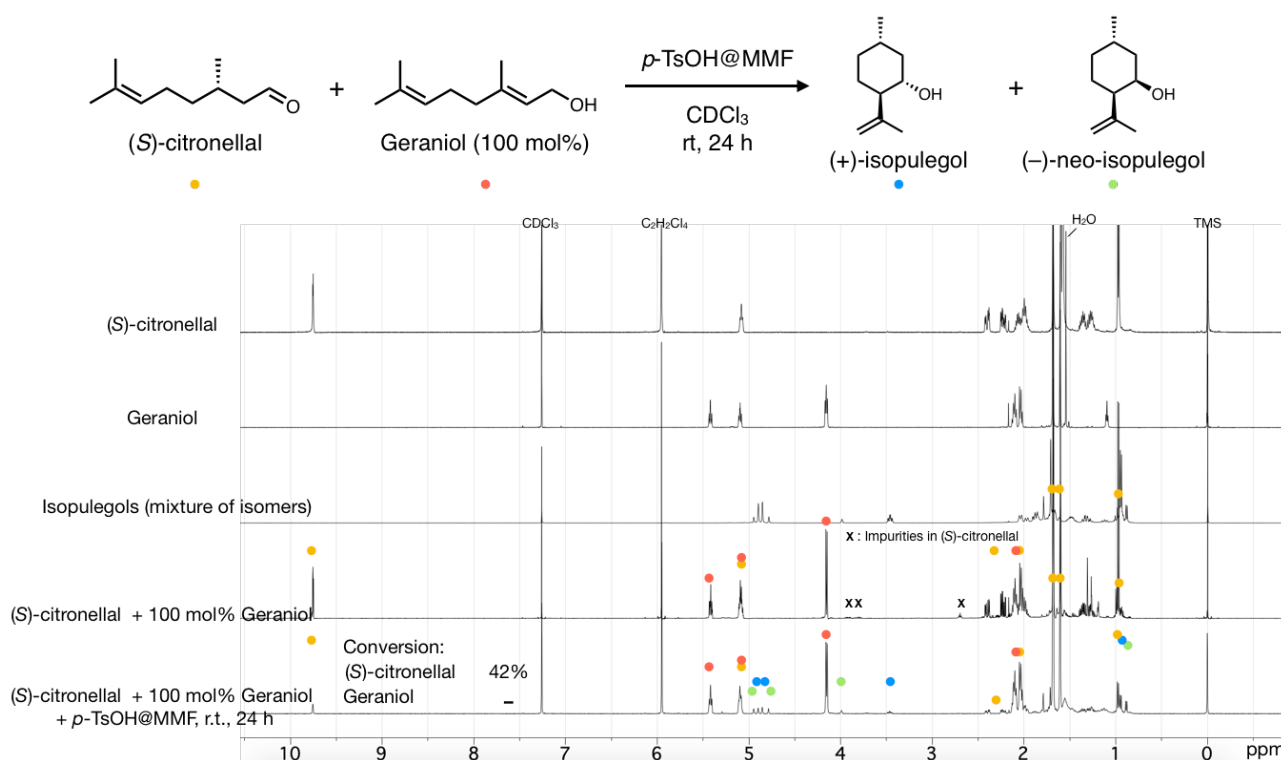 O
+
OH
p-TsOH@MMF
CDCl₃
rt, 24 h
OH
+
OH
(S)-citronellal
Geraniol (100 mol%)
(+)-isopulegol
(–)-neo-isopulegol
CDCl₃
C₂H₂Cl₄
H₂O
TMS
(S)-citronellal
Geraniol
Isopulegols (mixture of isomers)
x : Impurities in (S)-citronellal
x x x
(S)-citronellal + 100 mol% Geraniol
Conversion:
(S)-citronellal 42%
Geraniol –
(S)-citronellal + 100 mol% Geraniol
+ p-TsOH@MMF, r.t., 24 h
10 9 8 7 6 5 4 3 2 1 0 ppm